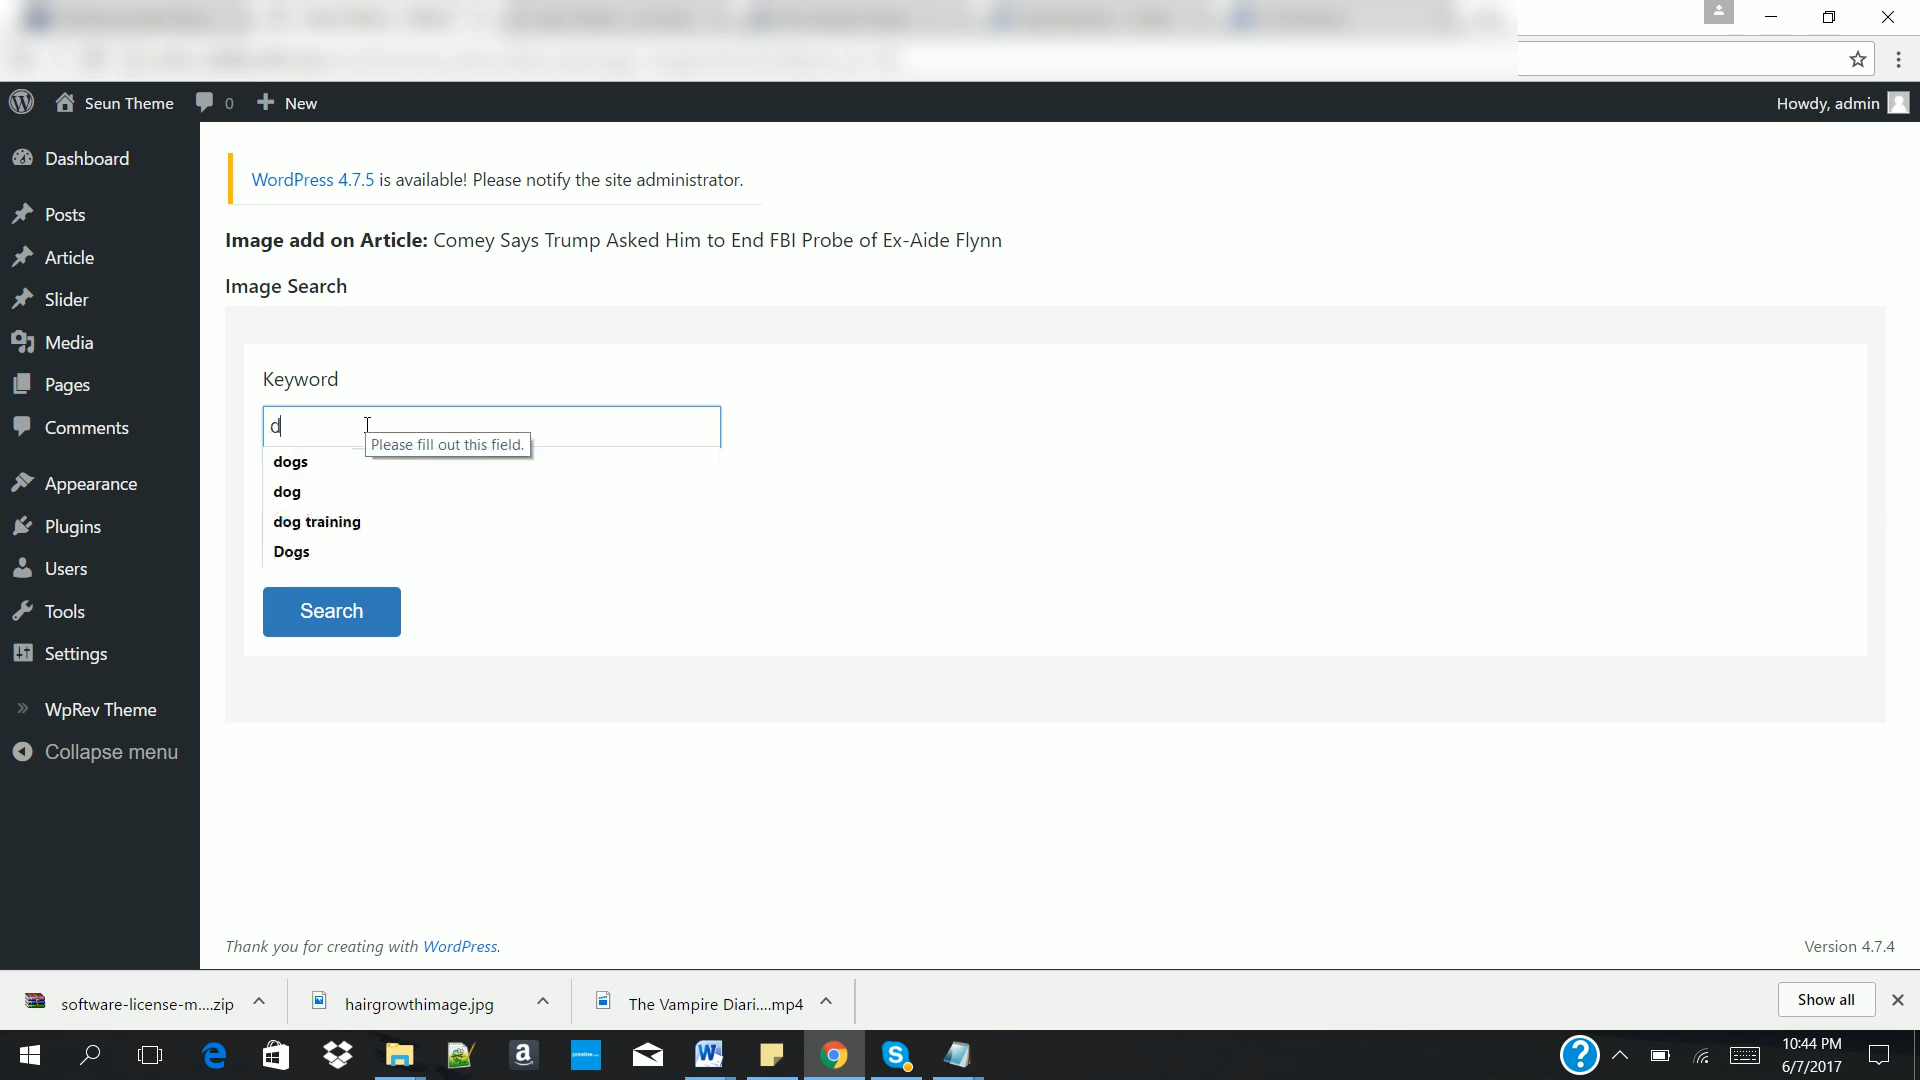 Seun Theme
0
New
Howdy, admin
Dashboard
Posts
Article
Slider
Media
Pages
Comments
Appearance
Plugins
Users
Tools
Settings
WpRev Theme
Collapse menu
WordPress 4.7.5 is available! Please notify the site administrator.
Image add on Article: Comey Says Trump Asked Him to End FBI Probe of Ex-Aide Flynn
Image Search
Keyword
d
Please fill out this field.
dogs
dog
dog training
Dogs
Search
Thank you for creating with WordPress.
Version 4.7.4
software-license-m....zip
hairgrowthimage.jpg
The Vampire Diari....mp4
Show all
priceline.com
10:44 PM
6/7/2017